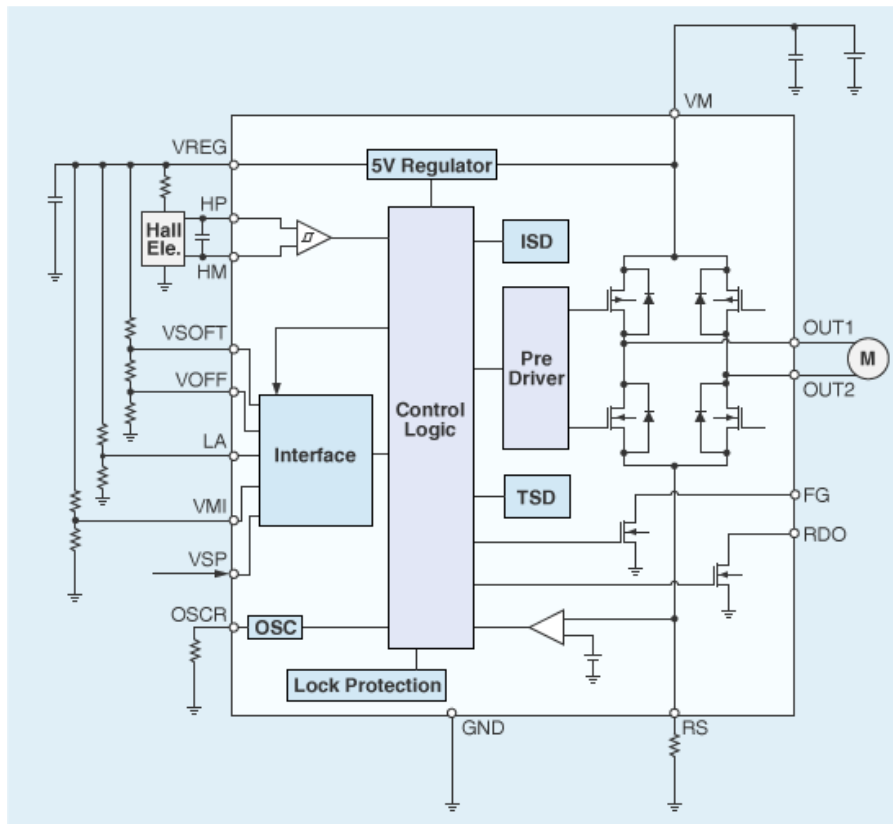 VM
VREG
5V Regulator
HP
Hall
Ele.
HM
ISD
VSOFT
VOFF
LA
VMI
VSP
OSCR
Interface
Control
Logic
Pre
Driver
OUT1
M
OUT2
TSD
FG
RDO
OSC
Lock Protection
GND
RS